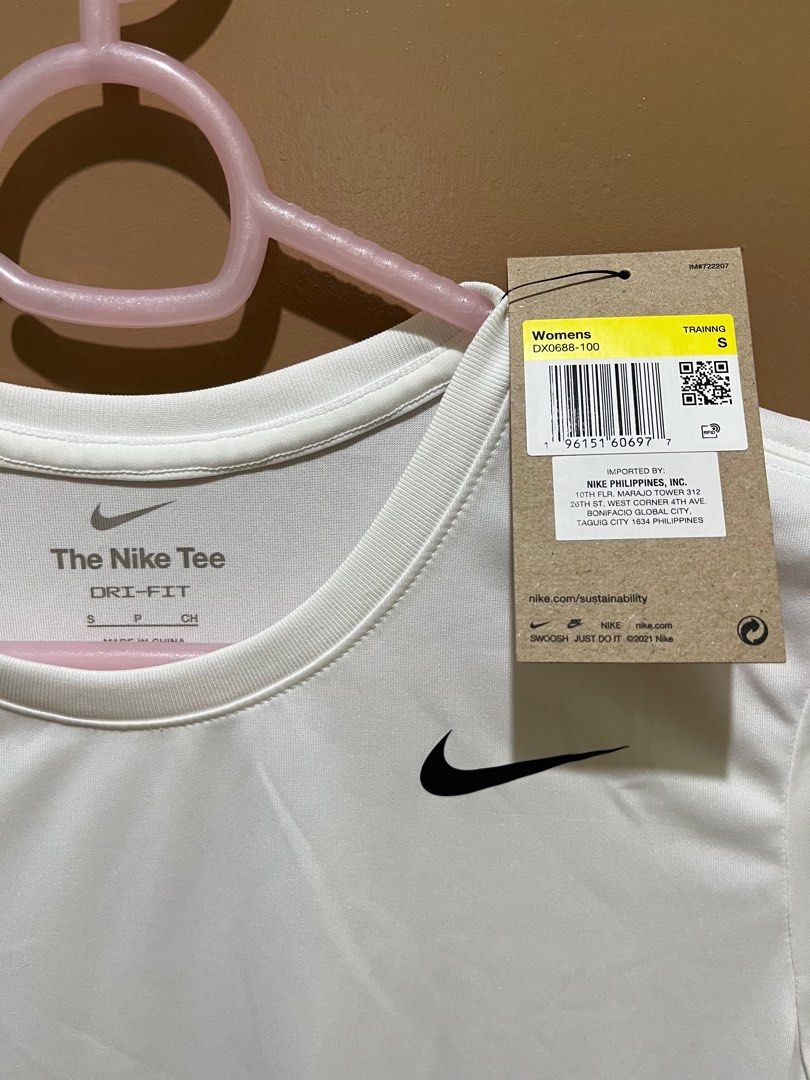 IM#722207
Womens TRAINNG
DX0688-100 S
1 96151 60697 7
RFID
IMPORTED BY:
NIKE PHILIPPINES, INC.
10TH FLR. MARAJO TOWER 312
26TH ST. WEST CORNER 4TH AVE.
BONIFACIO GLOBAL CITY,
TAGUIG CITY 1634 PHILIPPINES
nike.com/sustainability
NIKE nike.com
SWOOSH JUST DO IT ©2021 Nike
The Nike Tee
DRI-FIT
S P CH
MADE IN CHINA